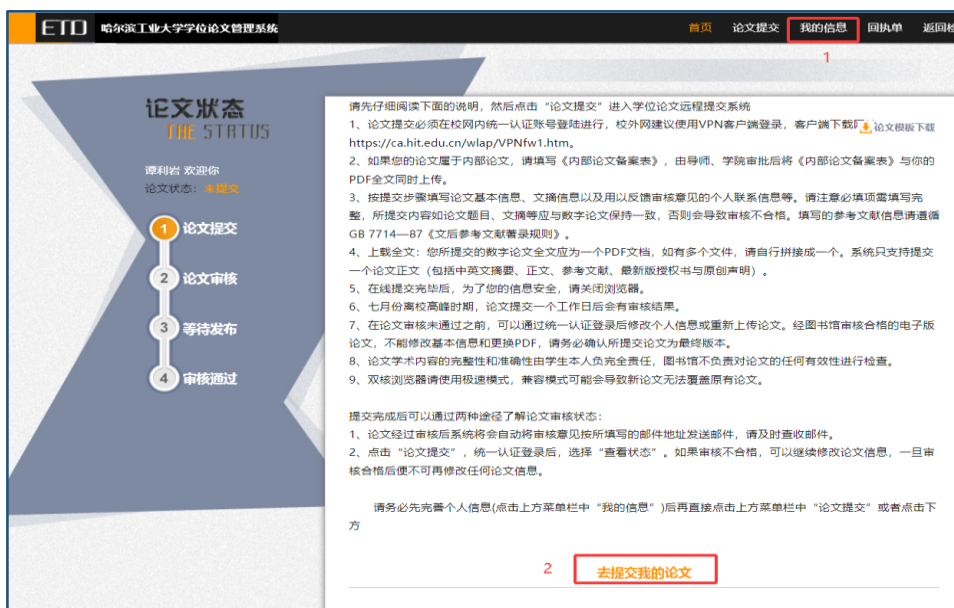 ETD 哈尔滨工业大学学位论文管理系统 首页 论文提交 我的信息 回执单 返回检
1
论文状态
THE STATUS
谭利岩 欢迎你
论文状态：未提交
1 论文提交
2 论文审核
3 等待发布
4 审核通过
请先仔细阅读下面的说明，然后点击“论文提交”进入学位论文远程提交系统
1、论文提交必须在校网内统一认证账号登陆进行，校外网建议使用VPN客户端登录，客户端下载
论文模板下载
https://ca.hit.edu.cn/wlap/VPNfw1.htm。
2、如果您的论文属于内部论文，请填写《内部论文备案表》，由导师、学院审批后将《内部论文备案表》与你的
PDF全文同时上传。
3、按提交步骤填写论文基本信息、文摘信息以及用以反馈审核意见的个人联系信息等。请注意必填项需填写完
整，所提交内容如论文题目、文摘等应与数字论文保持一致，否则会导致审核不合格。填写的参考文献信息请遵循
GB 7714—87《文后参考文献著录规则》。
4、上载全文：您所提交的数字论文全文应为一个PDF文档，如有多个文件，请自行拼接成一个。系统只支持提交
一个论文正文（包括中英文摘要、正文、参考文献、最新版授权书与原创声明）。
5、在线提交完毕后，为了您的信息安全，请关闭浏览器。
6、七月份离校高峰时期，论文提交一个工作日后会有审核结果。
7、在论文审核未通过之前，可以通过统一认证登录后修改个人信息或重新上传论文。经图书馆审核合格的电子版
论文，不能修改基本信息和更换PDF，请务必确认所提交论文为最终版本。
8、论文学术内容的完整性和准确性由学生本人负完全责任，图书馆不负责对论文的任何有效性进行检查。
9、双核浏览器请使用极速模式，兼容模式可能会导致新论文无法覆盖原有论文。
提交完成后可以通过两种途径了解论文审核状态：
1、论文经过审核后系统将会自动将审核意见按所填写的邮件地址发送邮件，请及时查收邮件。
2、点击“论文提交”，统一认证登录后，选择“查看状态”。如果审核不合格，可以继续修改论文信息，一旦审
核合格后便不可再修改任何论文信息。
请务必先完善个人信息(点击上方菜单栏中“我的信息”)后再直接点击上方菜单栏中“论文提交”或者点击下
方
2 去提交我的论文